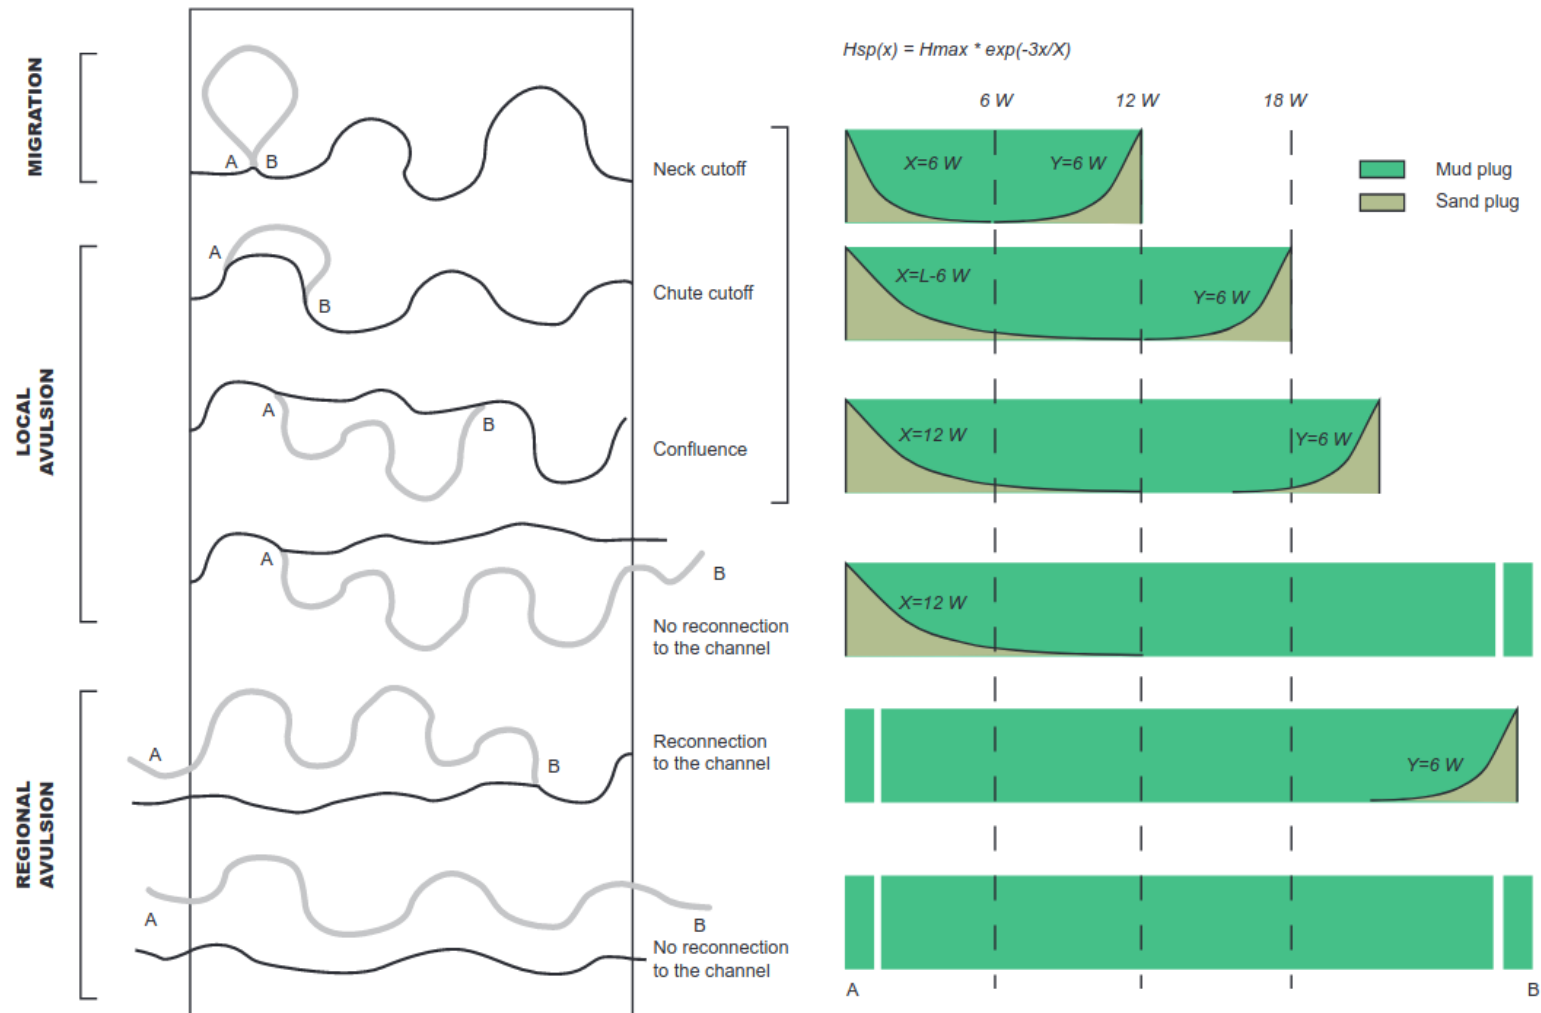 Hsp(x) = Hmax * exp(-3x/X)
6 W
12 W
18 W
MIGRATION
A
B
Neck cutoff
X=6 W
Y=6 W
Mud plug
Sand plug
LOCAL
AVULSION
A
B
Chute cutoff
X=L-6 W
Y=6 W
A
B
Confluence
X=12 W
Y=6 W
A
B
No reconnection
to the channel
X=12 W
REGIONAL
AVULSION
A
B
Reconnection
to the channel
Y=6 W
A
B
No reconnection
to the channel
A
B